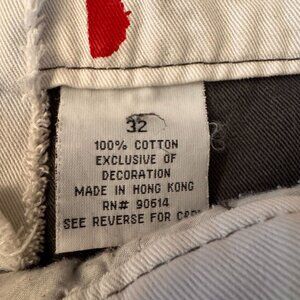 32
100% COTTON
EXCLUSIVE OF
DECORATION
MADE IN HONG KONG
RN# 90614
SEE REVERSE FOR